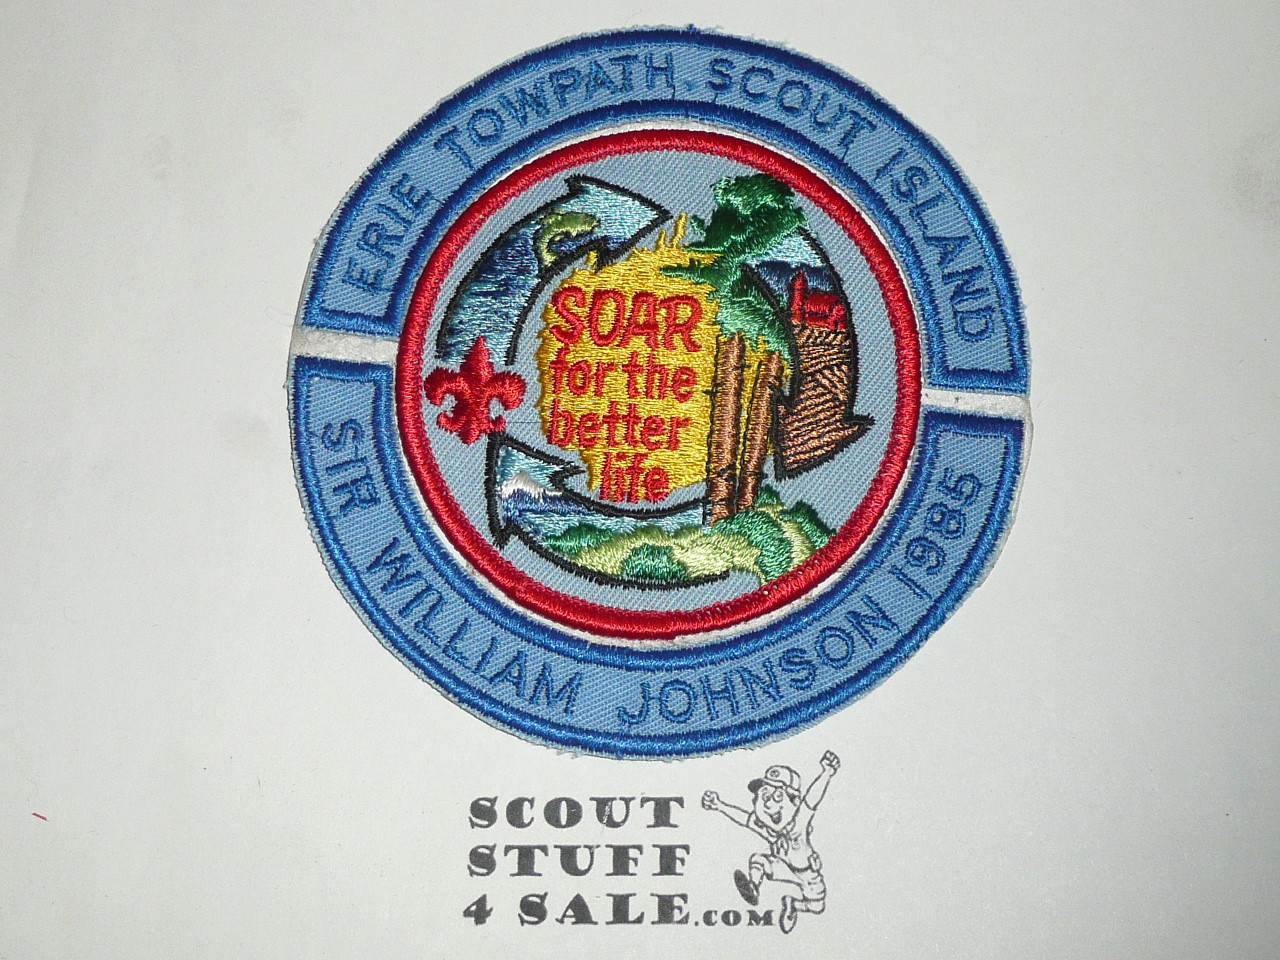 ERIE TOWPATH SCOUT ISLAND
SOAR
for the
better
life
SIR WILLIAM JOHNSON 1985
SCOUT
STUFF
4 SALE.COM